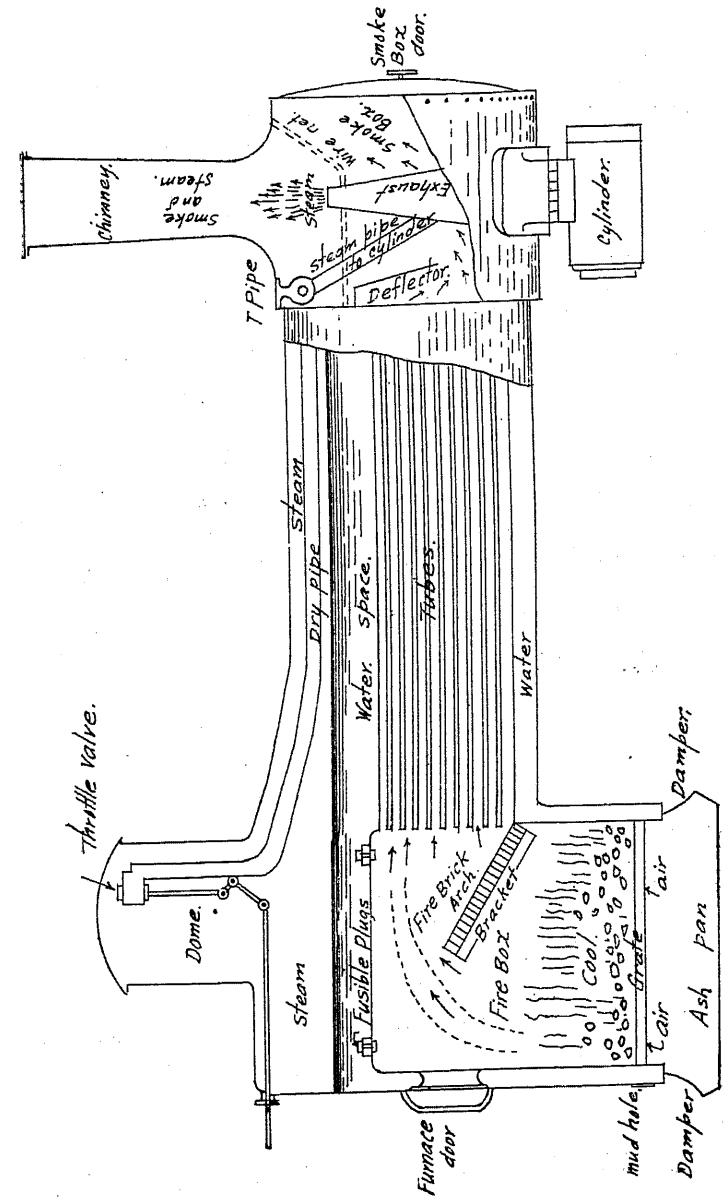 Smoke
Box
door.
Chimney.
Smoke
and
Steam.
Wire net.
Smoke
Box.
Steam
Exhaust
Steam pipe
to cylinder
T Pipe
Deflector
Cylinder.
Steam
Dry pipe
Water space.
Tubes.
Water
Throttle Valve.
Dome.
Steam
Fusible Plugs
Fire Brick
Arch.
Bracket
Fire Box
Cool.
Grate
air
air
Ash pan
Damper.
Damper
mud hole.
Furnace
door